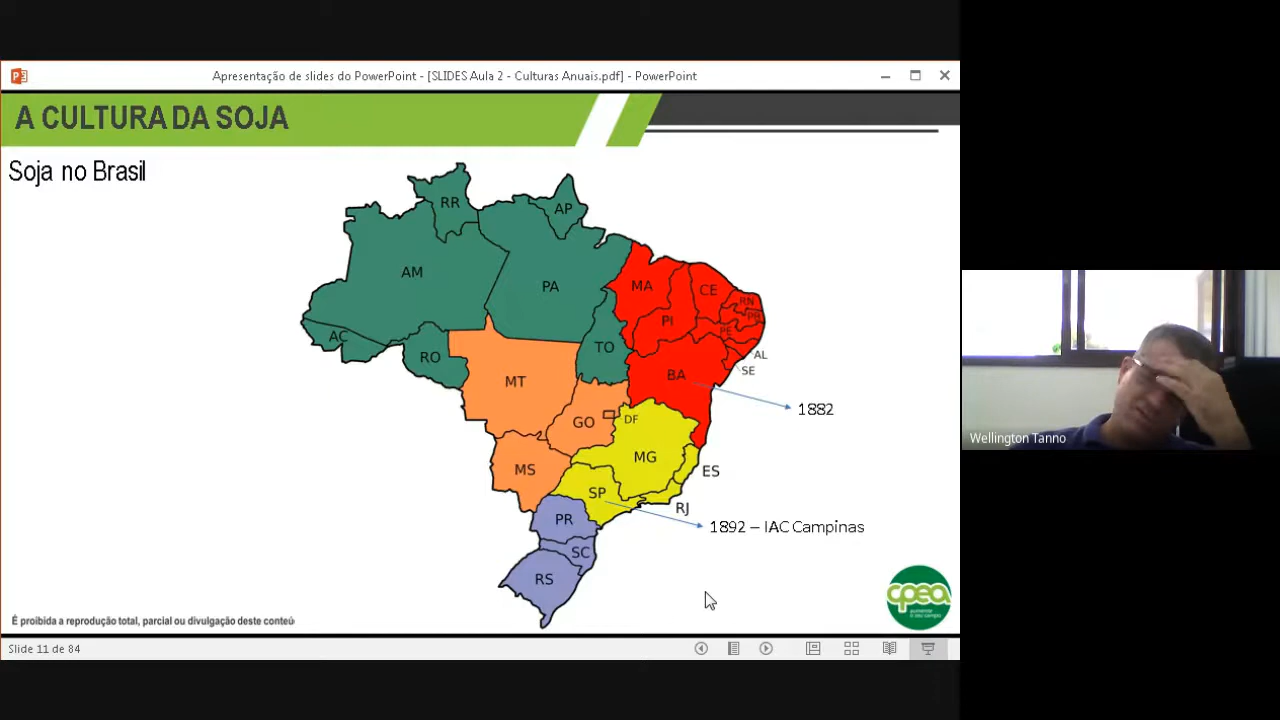 Apresentação de slides do PowerPoint - [SLIDES Aula 2 - Culturas Anuais.pdf] - PowerPoint
A CULTURA DA SOJA
Soja no Brasil
RR
AP
AM
PA
MA
CE
RN
PB
PI
PE
AC
TO
AL
RO
SE
MT
BA
1882
GO
DF
MG
MS
ES
SP
RJ
PR
1892 – IAC Campinas
SC
RS
cpea
É proibida a reprodução total, parcial ou divulgação deste conteú
Slide 11 de 84
Wellington Tanno